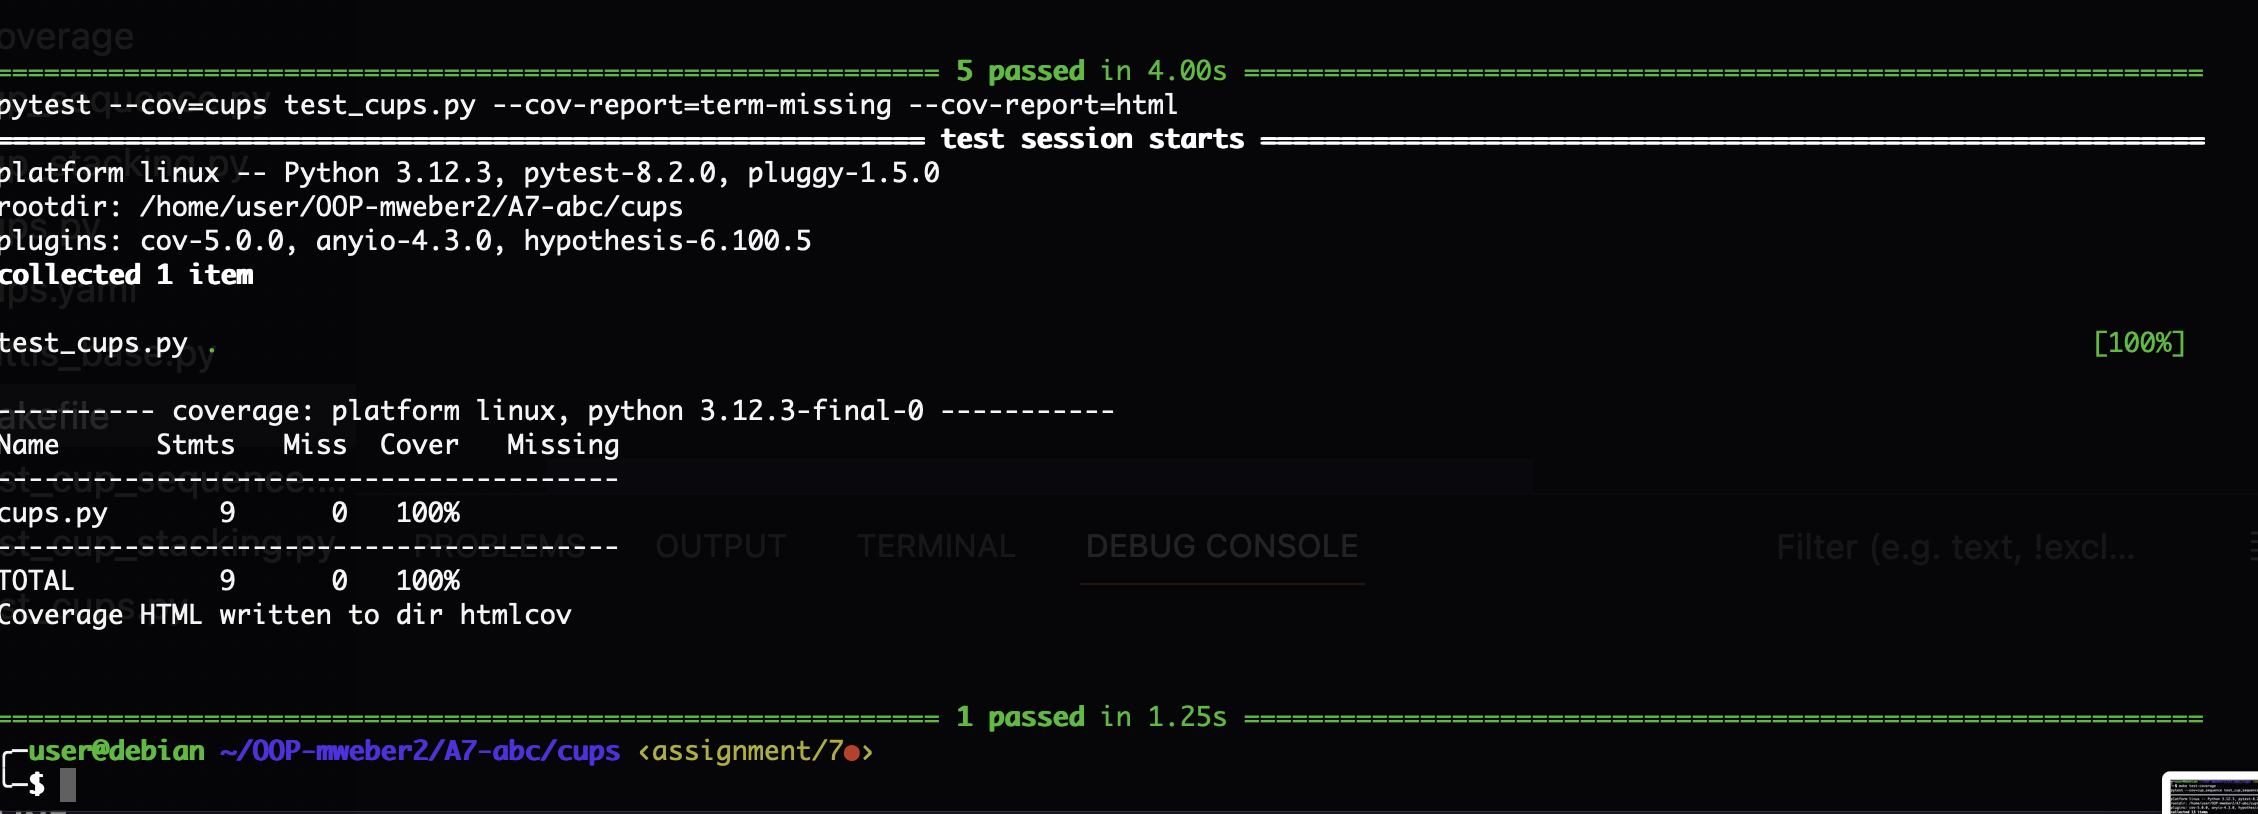 overage
============================================================ 5 passed in 4.00s ============================================================
pytest --cov=cups test_cups.py --cov-report=term-missing --cov-report=html
========================================================== test session starts ===========================================================
platform linux -- Python 3.12.3, pytest-8.2.0, pluggy-1.5.0
rootdir: /home/user/OOP-mweber2/A7-abc/cups
plugins: cov-5.0.0, anyio-4.3.0, hypothesis-6.100.5
collected 1 item
test_cups.py . [100%]
---------- coverage: platform linux, python 3.12.3-final-0 -----------
Name Stmts Miss Cover Missing
---------------------------------------
cups.py 9 0 100%
---------------------------------------
PROBLEMS OUTPUT TERMINAL DEBUG CONSOLE Filter (e.g. text, !excl...
TOTAL 9 0 100%
Coverage HTML written to dir htmlcov
============================================================ 1 passed in 1.25s ============================================================
user@debian ~/OOP-mweber2/A7-abc/cups ‹assignment/7●›
$